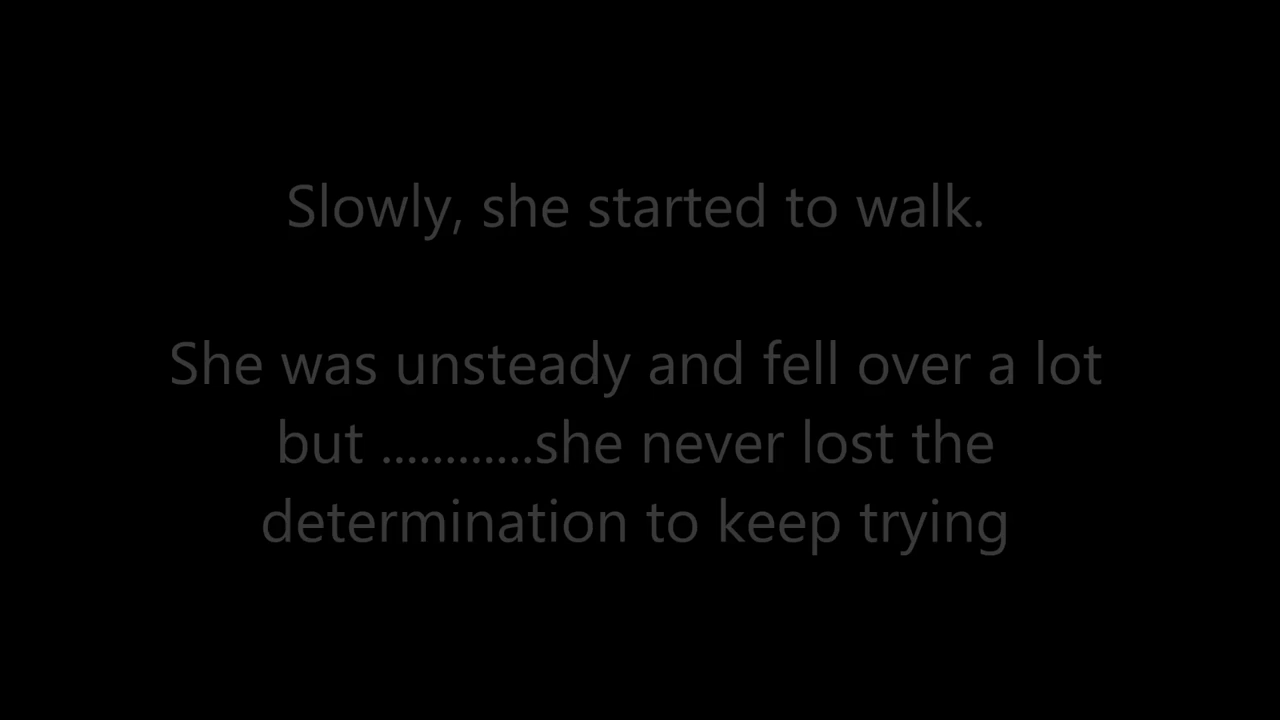 Slowly, she started to walk.
She was unsteady and fell over a lot
but ............she never lost the
determination to keep trying